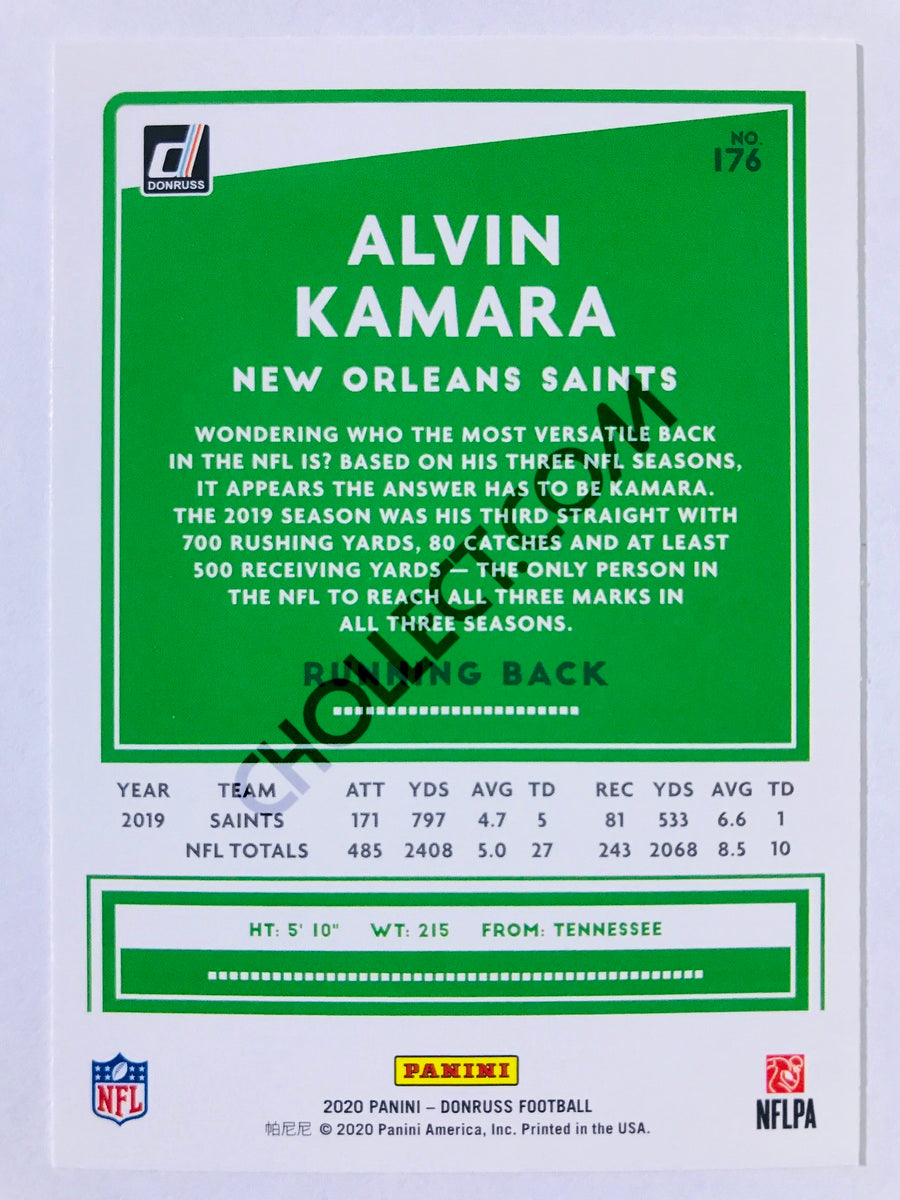 DONRUSS
NO.
176
ALVIN
KAMARA
NEW ORLEANS SAINTS
WONDERING WHO THE MOST VERSATILE BACK
IN THE NFL IS? BASED ON HIS THREE NFL SEASONS,
IT APPEARS THE ANSWER HAS TO BE KAMARA.
THE 2019 SEASON WAS HIS THIRD STRAIGHT WITH
700 RUSHING YARDS, 80 CATCHES AND AT LEAST
500 RECEIVING YARDS — THE ONLY PERSON IN
THE NFL TO REACH ALL THREE MARKS IN
ALL THREE SEASONS.
RUNNING BACK
CHOLLECT.COM
YEAR TEAM ATT YDS AVG TD REC YDS AVG TD
2019 SAINTS 171 797 4.7 5 81 533 6.6 1
NFL TOTALS 485 2408 5.0 27 243 2068 8.5 10
HT: 5' 10" WT: 215 FROM: TENNESSEE
NFL
PANINI
NFLPA
2020 PANINI – DONRUSS FOOTBALL
帕尼尼 © 2020 Panini America, Inc. Printed in the USA.